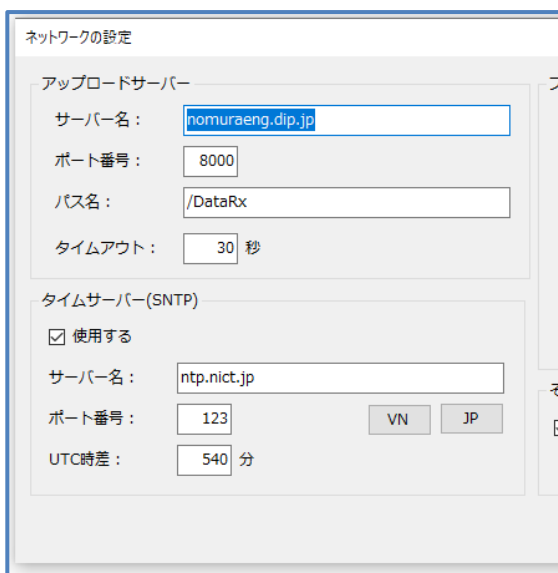 ネットワークの設定
アップロードサーバー
サーバー名： nomuraeng.dip.jp
ポート番号： 8000
パス名： /DataRx
タイムアウト： 30 秒
タイムサーバー(SNTP)
使用する
サーバー名： ntp.nict.jp
ポート番号： 123 VN JP
UTC時差： 540 分